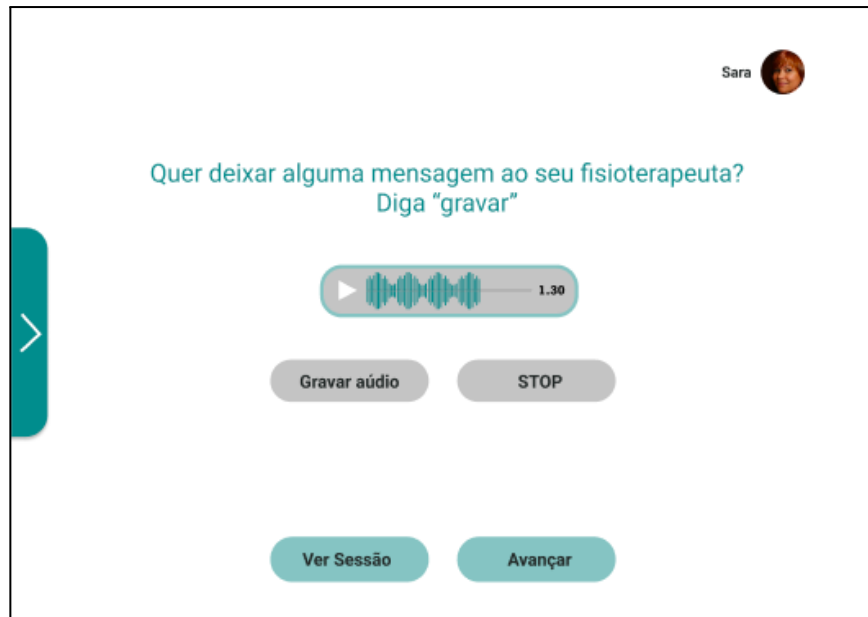 Sara
Quer deixar alguma mensagem ao seu fisioterapeuta?
Diga “gravar”
1.30
Gravar aúdio
STOP
Ver Sessão
Avançar